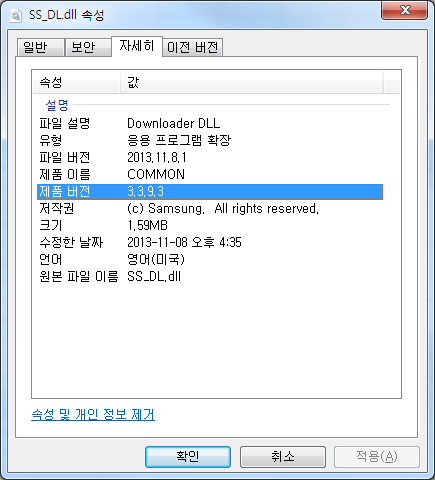 SS_DL.dll 속성
일반 보안 자세히 이전 버전
속성 값
설명
파일 설명 Downloader DLL
유형 응용 프로그램 확장
파일 버전 2013.11.8.1
제품 이름 COMMON
제품 버전 3.3.9.3
저작권 (c) Samsung.  All rights reserved.
크기 1.59MB
수정한 날짜 2013-11-08 오후 4:35
언어 영어(미국)
원본 파일 이름 SS_DL.dll
속성 및 개인 정보 제거
확인 취소 적용(A)